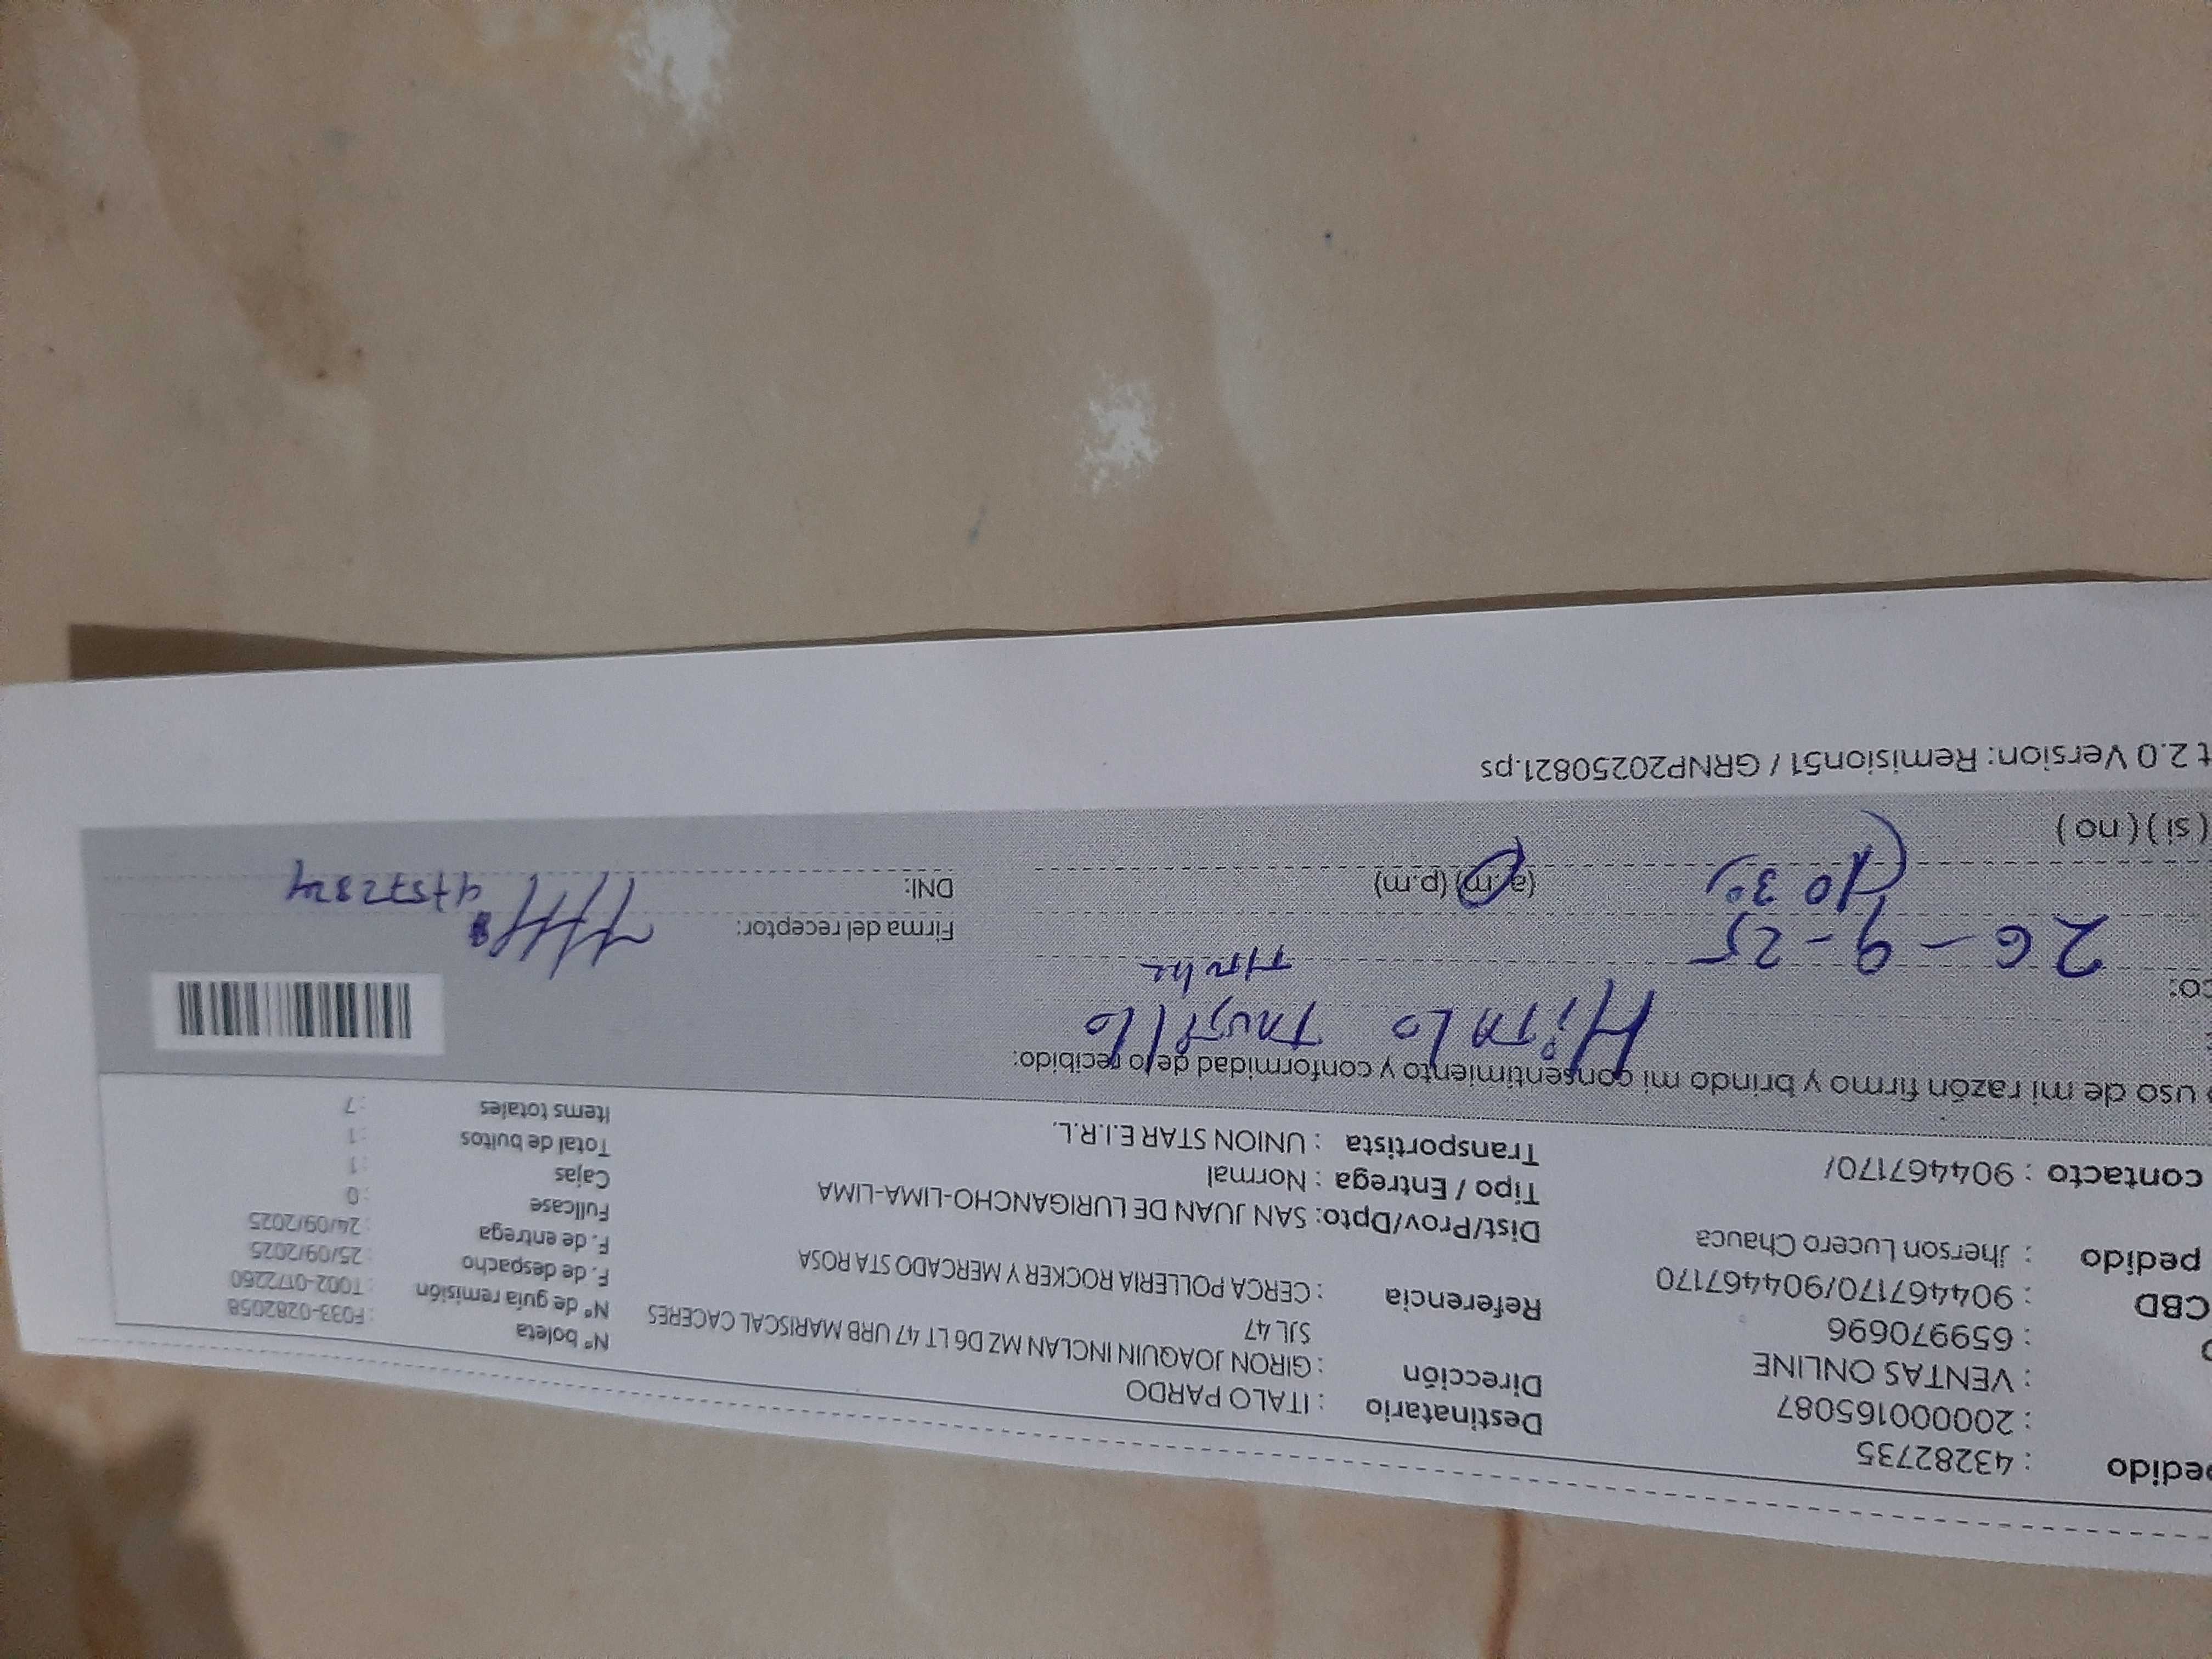 edido : 43282735
: 200000165087
: VENTAS ONLINE
: 659970696
CBD : 904467170/904467170
pedido : Jherson Lucero Chauca
contacto : 904467170/
Destinatario : ITALO PARDO
Dirección : GIRON JOAQUIN INCLAN MZ D6 LT 47 URB MARISCAL CACERES
SJL 47
Referencia : CERCA POLLERIA ROCKER Y MERCADO STA ROSA
Dist/Prov/Dpto: SAN JUAN DE LURIGANCHO-LIMA-LIMA
Tipo / Entrega : Normal
Transportista : UNION STAR E.I.R.L.
N° boleta : F033-0282058
N° de guía remisión : T002-0172260
F. de despacho : 25/09/2025
F. de entrega : 24/09/2025
Fullcase : 0
Cajas : 1
Total de bultos : 1
Items totales : 7
uso de mi razón firmo y brindo mi consentimiento y conformidad de lo recibido:
co:
26-9-25
10 30
(a.m) (p.m)
Firma del receptor:
DNI:
( si ) ( no )
t 2.0 Version: Remision51 / GRNP20250821.ps